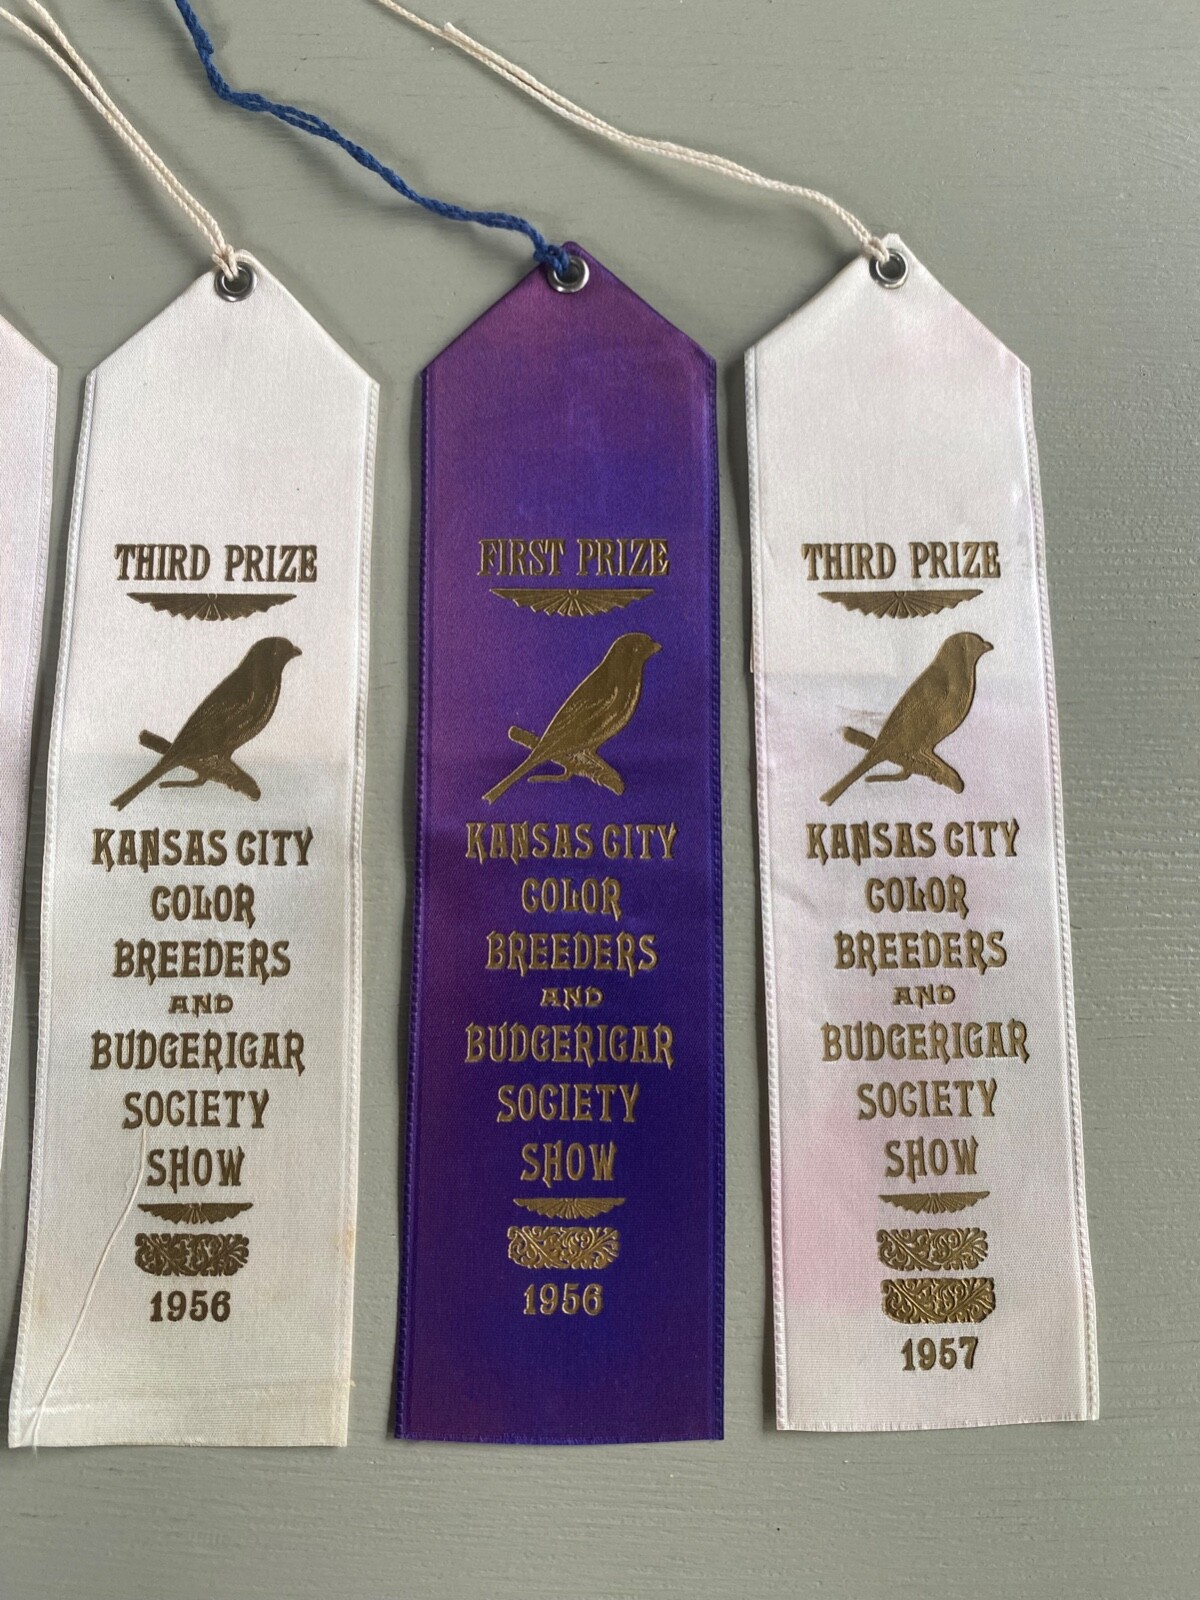 THIRD PRIZE
KANSAS CITY
COLOR
BREEDERS
AND
BUDGERIGAR
SOCIETY
SHOW
1956
FIRST PRIZE
KANSAS CITY
COLOR
BREEDERS
AND
BUDGERIGAR
SOCIETY
SHOW
1956
THIRD PRIZE
KANSAS CITY
COLOR
BREEDERS
AND
BUDGERIGAR
SOCIETY
SHOW
1957